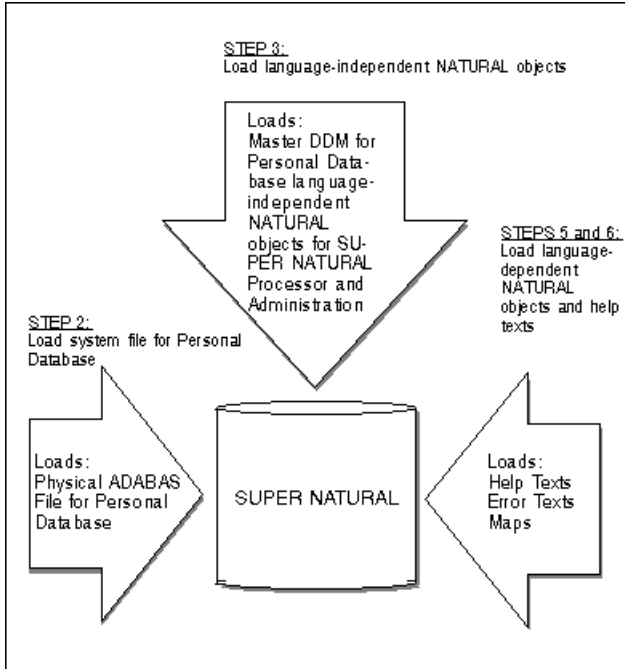 STEP 3:
Load language-independent NATURAL objects
Loads:
Master DDM for
Personal Data-
base language-
independent
NATURAL
objects for SU-
PER NATURAL
Processor and
Administration
STEPS 5 and 6:
Load language-
dependent
NATURAL
objects and help
texts
STEP 2:
Load system file for Personal
Database
Loads:
Physical ADABAS
File for Personal
Database
SUPER NATURAL
Loads:
Help Texts
Error Texts
Maps